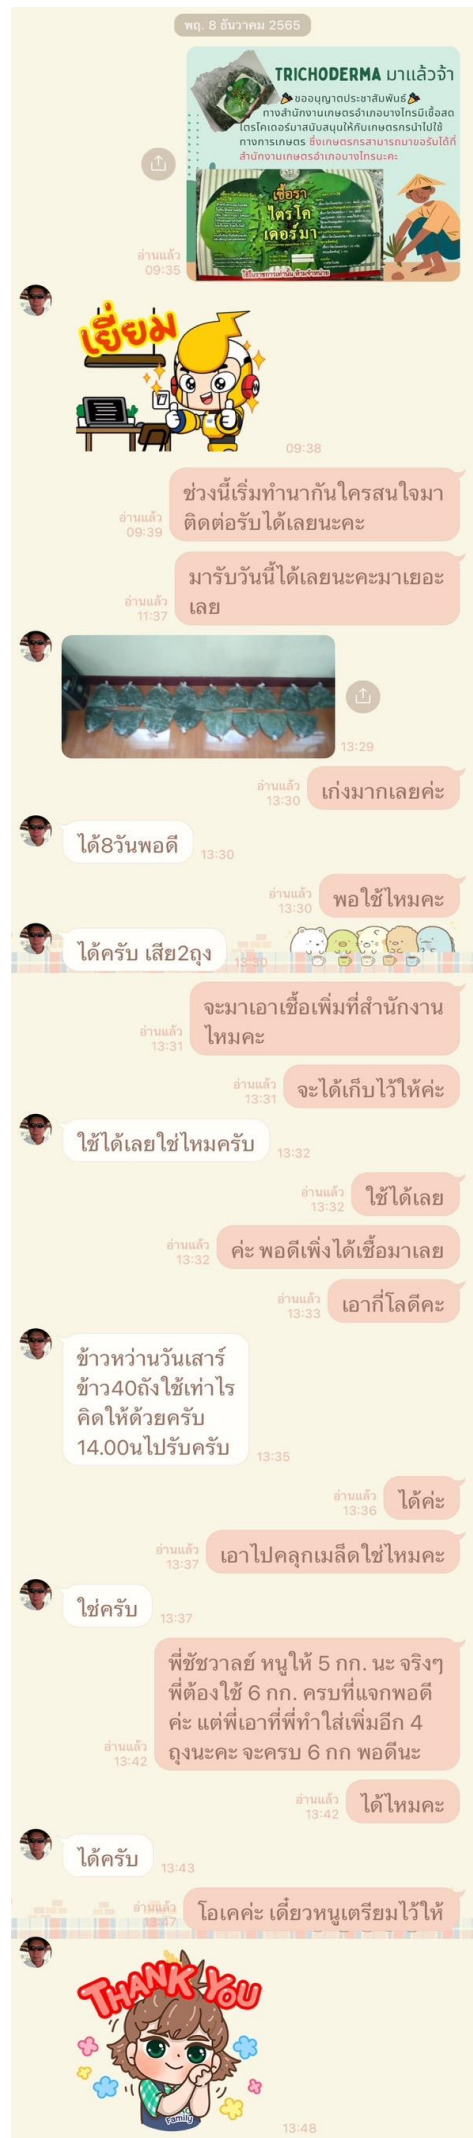 พฤ. 8 ธันวาคม 2565
TRICHODERMA มาแล้วจ้า
ขออนุญาตประชาสัมพันธ์
ทางสำนักงานเกษตรอำเภอบางไทรมีเชื้อสด
ไตรโคเดอร์มาสนับสนุนให้กับเกษตรกรนำไปใช้
ทางการเกษตร ซึ่งเกษตรกรสามารถมาขอรับได้ที่
สำนักงานเกษตรอำเภอบางไทรนะคะ
เชื้อรา
ไตรโค
เดอร์มา
ใช้ในราชการเท่านั้น ห้ามจำหน่าย
อ่านแล้ว
09:35
เยี่ยม
09:38
ช่วงนี้เริ่มทำนากันใครสนใจมา
ติดต่อรับได้เลยนะคะ
อ่านแล้ว
09:39
มารับวันนี้ได้เลยนะคะมาเยอะ
เลย
อ่านแล้ว
11:37
13:29
เก่งมากเลยค่ะ
อ่านแล้ว
13:30
ได้8วันพอดี
13:30
พอใช้ไหมคะ
อ่านแล้ว
13:30
ได้ครับ เสีย2ถุง
13:30
จะมาเอาเชื้อเพิ่มที่สำนักงาน
ไหมคะ
อ่านแล้ว
13:31
จะได้เก็บไว้ให้ค่ะ
อ่านแล้ว
13:31
ใช้ได้เลยใช่ไหมครับ
13:32
ใช้ได้เลย
อ่านแล้ว
13:32
ค่ะ พอดีเพิ่งได้เชื้อมาเลย
อ่านแล้ว
13:32
เอากี่โลดีคะ
อ่านแล้ว
13:33
ข้าวหว่านวันเสาร์
ข้าว40ถังใช้เท่าไร
คิดให้ด้วยครับ
14.00นไปรับครับ
13:35
ได้ค่ะ
อ่านแล้ว
13:36
เอาไปคลุกเมล็ดใช่ไหมคะ
อ่านแล้ว
13:37
ใช่ครับ
13:37
พี่ชัชวาลย์ หนูให้ 5 กก. นะ จริงๆ
พี่ต้องใช้ 6 กก. ครบที่แจกพอดี
ค่ะ แต่พี่เอาที่พี่ทำใส่เพิ่มอีก 4
ถุงนะคะ จะครบ 6 กก พอดีนะ
อ่านแล้ว
13:42
ได้ไหมคะ
อ่านแล้ว
13:42
ได้ครับ
13:43
โอเคค่ะ เดี๋ยวหนูเตรียมไว้ให้
อ่านแล้ว
13:47
THANK YOU
Family
13:48